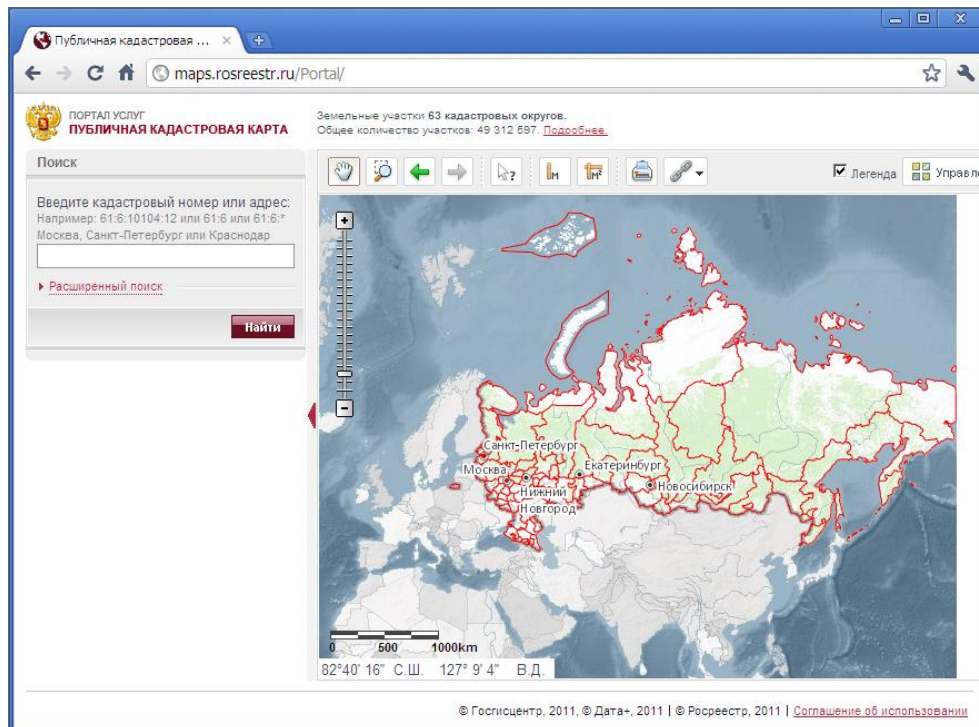 Публичная кадастровая ...
maps.rosreestr.ru/Portal/
ПОРТАЛ УСЛУГ
ПУБЛИЧНАЯ КАДАСТРОВАЯ КАРТА
Земельные участки 63 кадастровых округов.
Общее количество участков: 49 312 597. Подробнее.
Поиск
Введите кадастровый номер или адрес:
Например: 61:6:10104:12 или 61:6 или 61:6:*
Москва, Санкт-Петербург или Краснодар
Расширенный поиск
Найти
м
м²
Легенда
Управле
Санкт-Петербург
Москва
Екатеринбург
Нижний
Новгород
Новосибирск
0 500 1000km
82°40' 16" С.Ш. 127° 9' 4" В.Д.
© Госгисцентр, 2011, © Дата+, 2011 | © Росреестр, 2011 | Соглашение об использовании